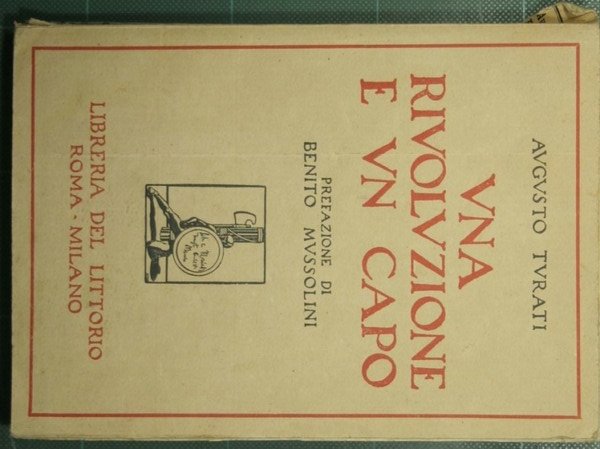 AVGVSTO TVRATI
VNA
RIVOLVZIONE
E VN CAPO
PREFAZIONE DI
BENITO MVSSOLINI
LIBRERIA DEL LITTORIO
ROMA · MILANO